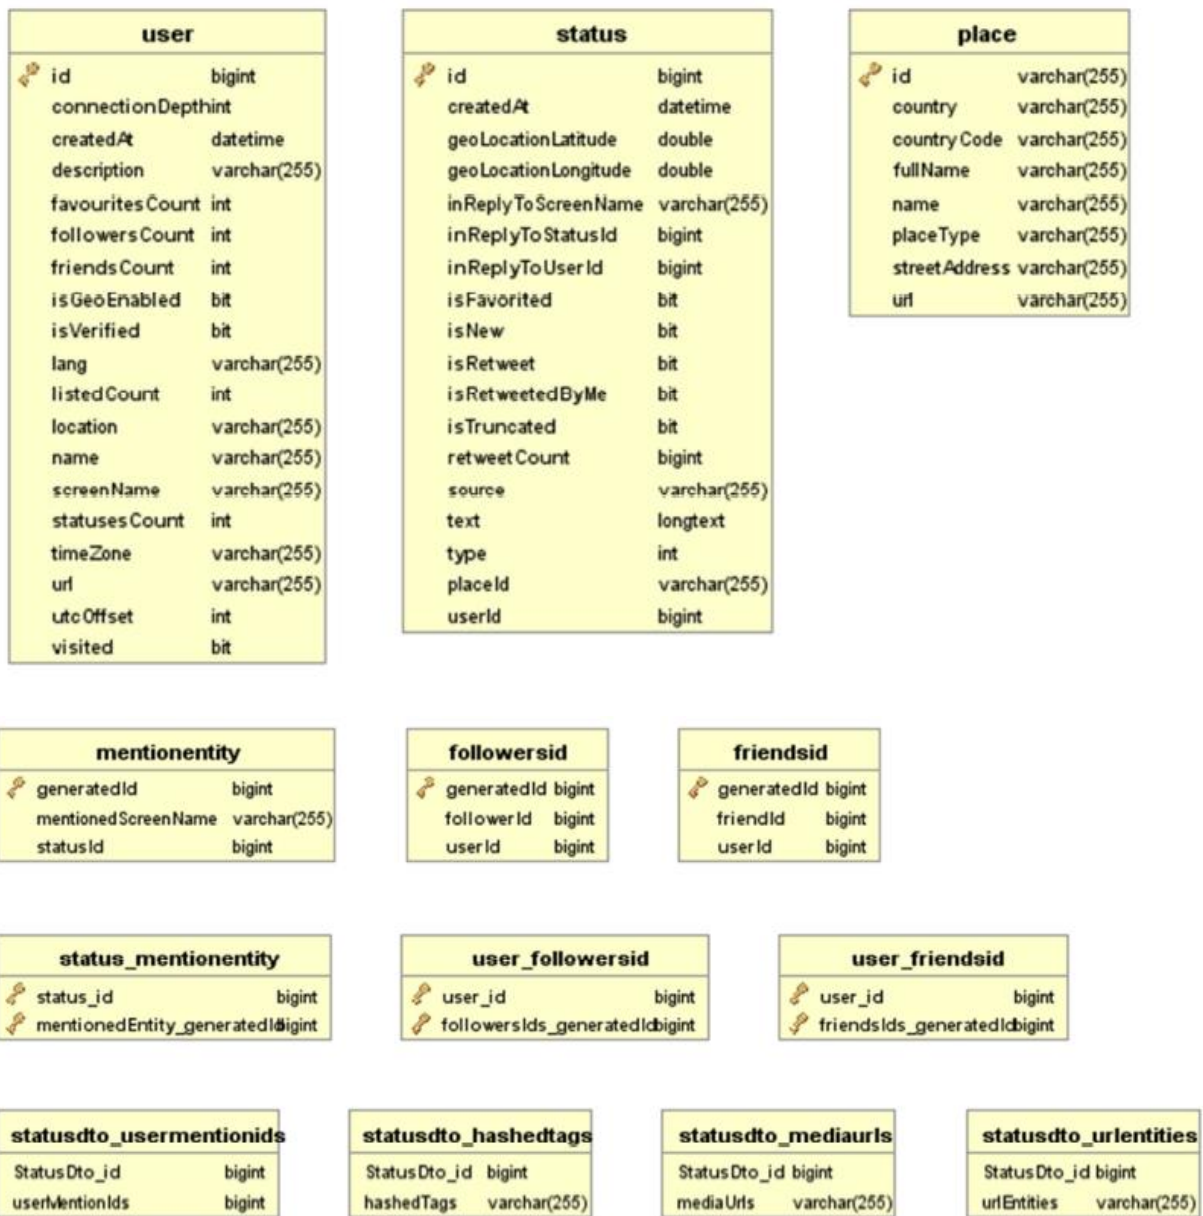 user
id bigint
connectionDepthint
createdAt datetime
description varchar(255)
favouritesCount int
followersCount int
friendsCount int
isGeoEnabled bit
isVerified bit
lang varchar(255)
listedCount int
location varchar(255)
name varchar(255)
screenName varchar(255)
statusesCount int
timeZone varchar(255)
url varchar(255)
utcOffset int
visited bit
status
id bigint
createdAt datetime
geoLocationLatitude double
geoLocationLongitude double
inReplyToScreenName varchar(255)
inReplyToStatusId bigint
inReplyToUserId bigint
isFavorited bit
isNew bit
isRetweet bit
isRetweetedByMe bit
isTruncated bit
retweetCount bigint
source varchar(255)
text longtext
type int
placeId varchar(255)
userId bigint
place
id varchar(255)
country varchar(255)
countryCode varchar(255)
fullName varchar(255)
name varchar(255)
placeType varchar(255)
streetAddress varchar(255)
url varchar(255)
mentionentity
generatedId bigint
mentionedScreenName varchar(255)
statusId bigint
followersid
generatedId bigint
followerId bigint
userId bigint
friendsid
generatedId bigint
friendId bigint
userId bigint
status_mentionentity
status_id bigint
mentionedEntity_generatedId bigint
user_followersid
user_id bigint
followersIds_generatedId bigint
user_friendsid
user_id bigint
friendsIds_generatedId bigint
statusdto_usermentionids
StatusDto_id bigint
userMentionIds bigint
statusdto_hashedtags
StatusDto_id bigint
hashedTags varchar(255)
statusdto_mediaurls
StatusDto_id bigint
mediaUrls varchar(255)
statusdto_urlentities
StatusDto_id bigint
urlEntities varchar(255)